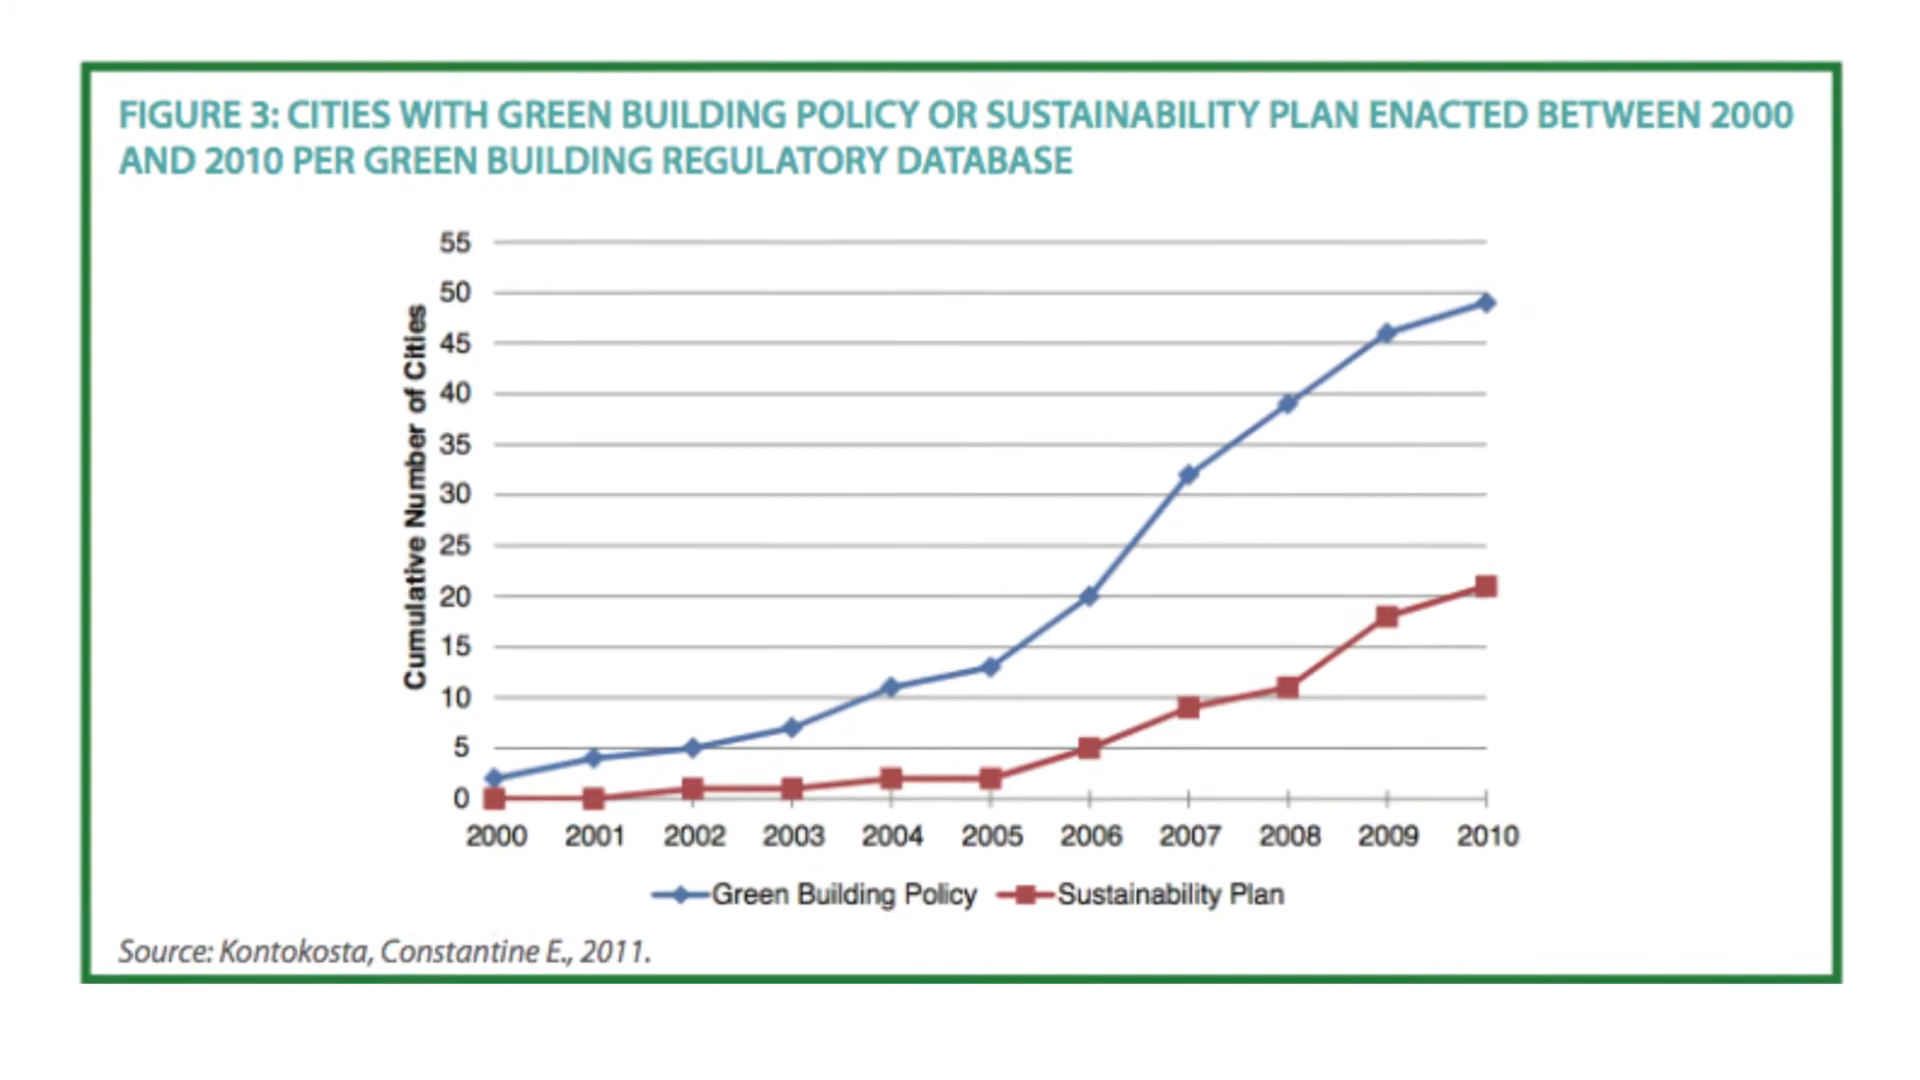 FIGURE 3: CITIES WITH GREEN BUILDING POLICY OR SUSTAINABILITY PLAN ENACTED BETWEEN 2000
AND 2010 PER GREEN BUILDING REGULATORY DATABASE
Cumulative Number of Cities
55
50
45
40
35
30
25
20
15
10
5
0
2000 2001 2002 2003 2004 2005 2006 2007 2008 2009 2010
Green Building Policy Sustainability Plan
Source: Kontokosta, Constantine E., 2011.